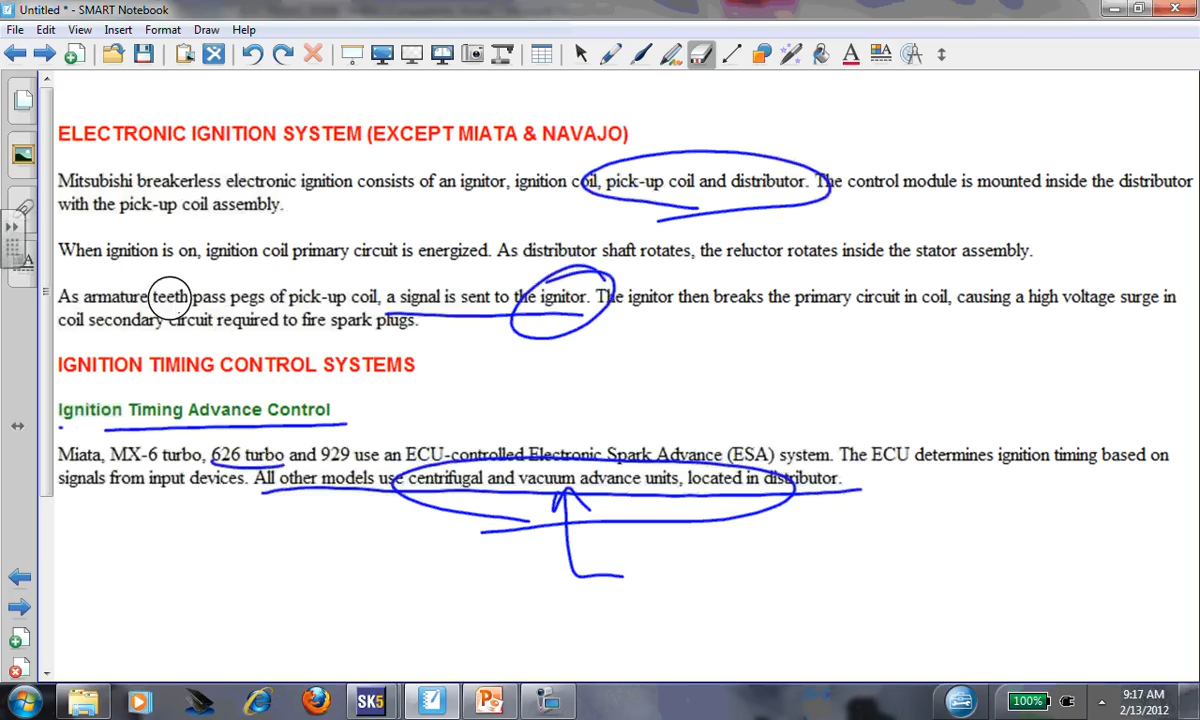 Untitled * - SMART Notebook
File Edit View Insert Format Draw Help
ELECTRONIC IGNITION SYSTEM (EXCEPT MIATA & NAVAJO)
Mitsubishi breakerless electronic ignition consists of an ignitor, ignition coil, pick-up coil and distributor. The control module is mounted inside the distributor
with the pick-up coil assembly.
When ignition is on, ignition coil primary circuit is energized. As distributor shaft rotates, the reluctor rotates inside the stator assembly.
As armature teeth pass pegs of pick-up coil, a signal is sent to the ignitor. The ignitor then breaks the primary circuit in coil, causing a high voltage surge in
coil secondary circuit required to fire spark plugs.
IGNITION TIMING CONTROL SYSTEMS
Ignition Timing Advance Control
Miata, MX-6 turbo, 626 turbo and 929 use an ECU-controlled Electronic Spark Advance (ESA) system. The ECU determines ignition timing based on
signals from input devices. All other models use centrifugal and vacuum advance units, located in distributor.
SK5
100%
9:17 AM
2/13/2012